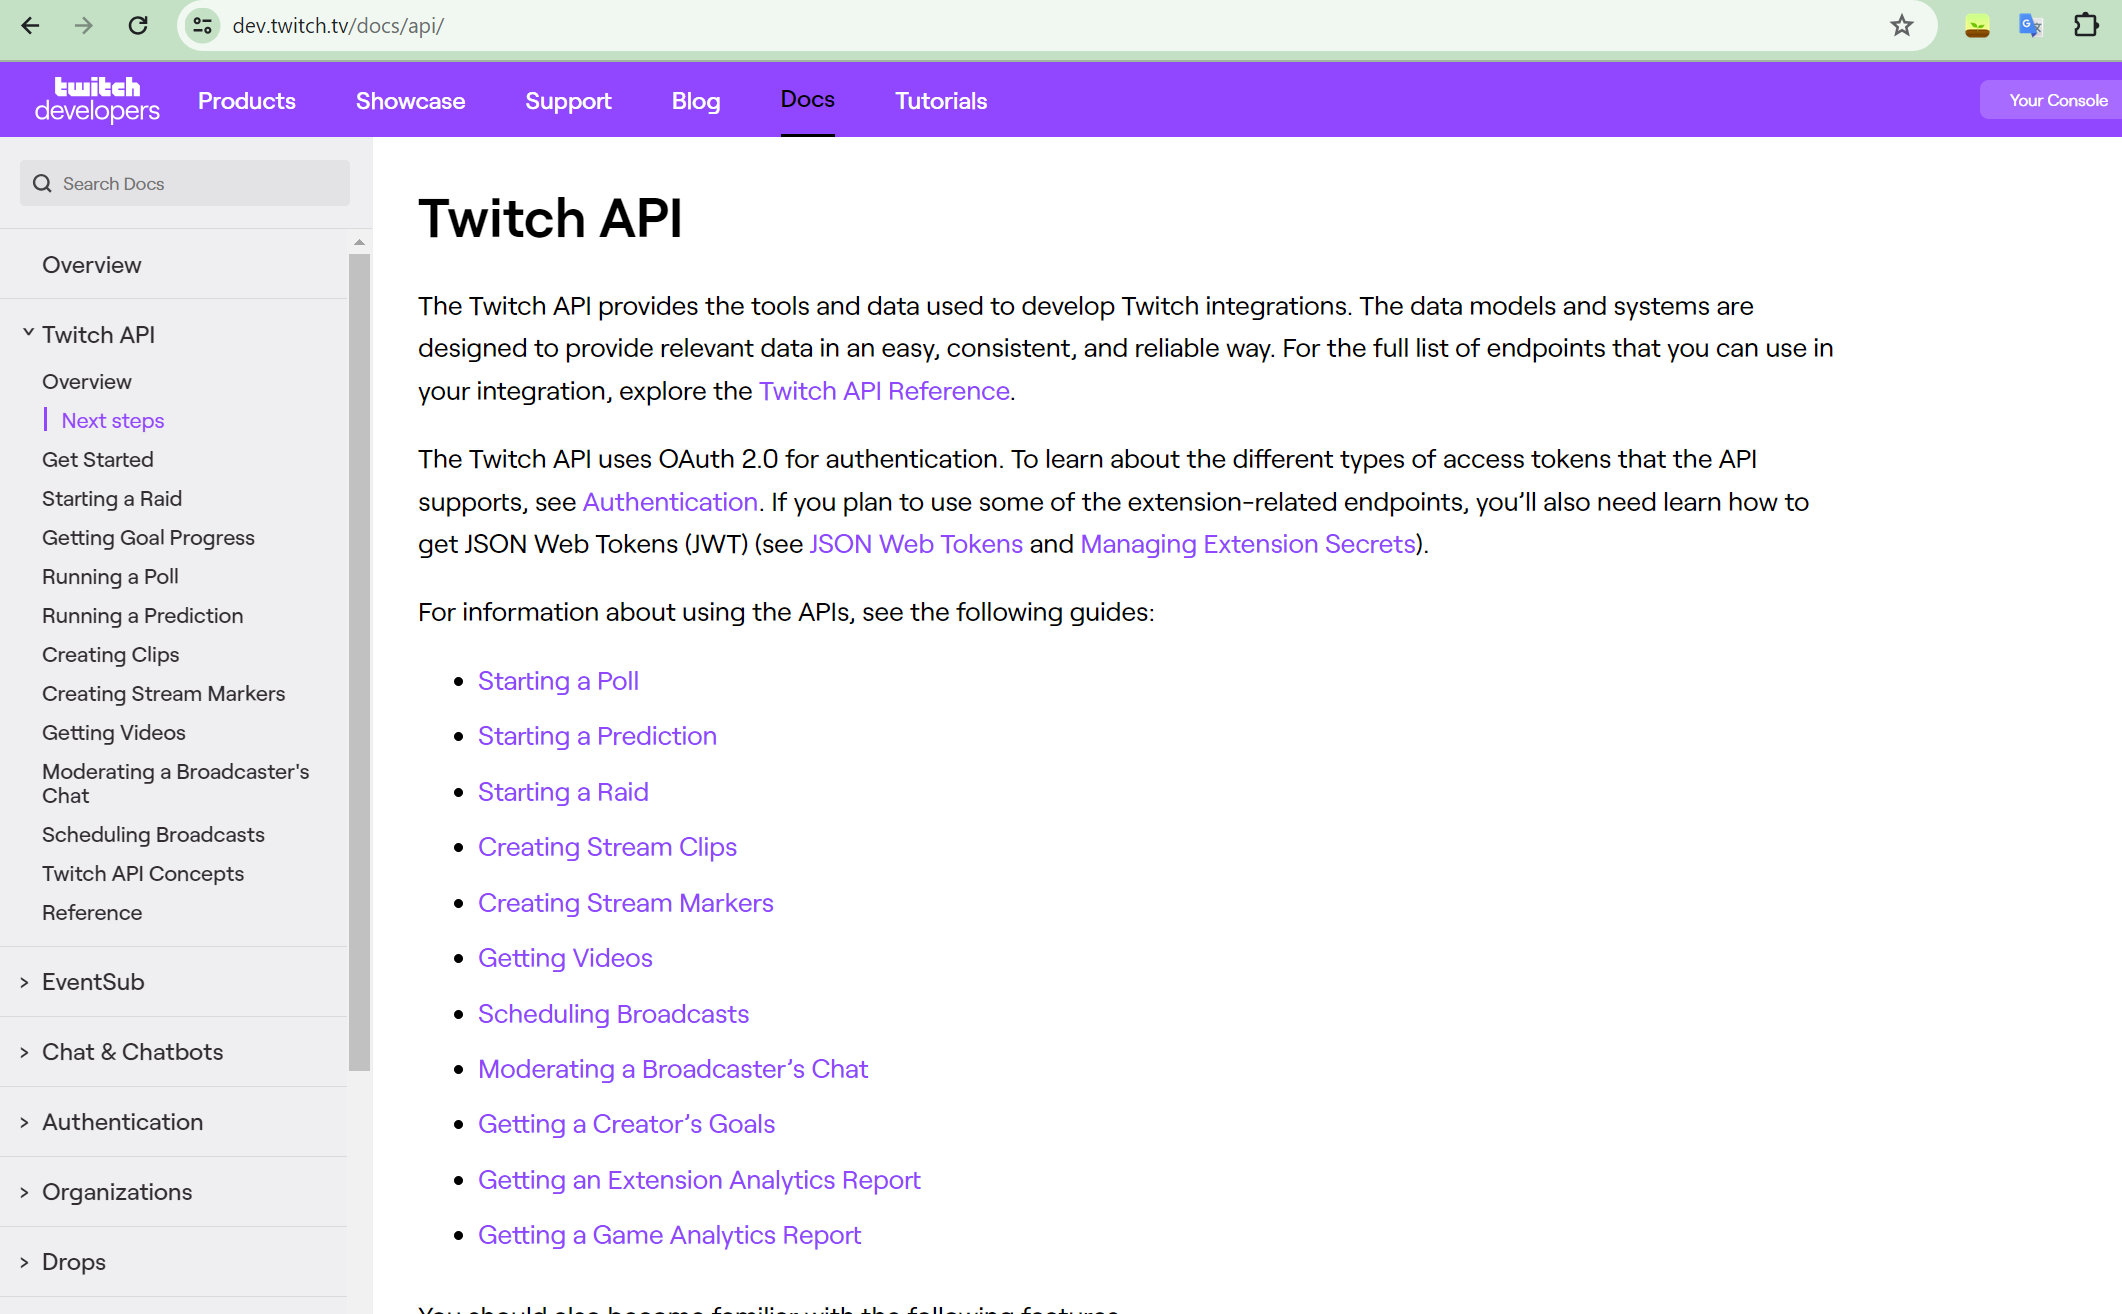 dev.twitch.tv/docs/api/
twitch
developers
Products
Showcase
Support
Blog
Docs
Tutorials
Your Console
Search Docs
Overview
Twitch API
Overview
Next steps
Get Started
Starting a Raid
Getting Goal Progress
Running a Poll
Running a Prediction
Creating Clips
Creating Stream Markers
Getting Videos
Moderating a Broadcaster's
Chat
Scheduling Broadcasts
Twitch API Concepts
Reference
EventSub
Chat & Chatbots
Authentication
Organizations
Drops
Twitch API
The Twitch API provides the tools and data used to develop Twitch integrations. The data models and systems are
designed to provide relevant data in an easy, consistent, and reliable way. For the full list of endpoints that you can use in
your integration, explore the Twitch API Reference.
The Twitch API uses OAuth 2.0 for authentication. To learn about the different types of access tokens that the API
supports, see Authentication. If you plan to use some of the extension-related endpoints, you’ll also need learn how to
get JSON Web Tokens (JWT) (see JSON Web Tokens and Managing Extension Secrets).
For information about using the APIs, see the following guides:
• Starting a Poll
• Starting a Prediction
• Starting a Raid
• Creating Stream Clips
• Creating Stream Markers
• Getting Videos
• Scheduling Broadcasts
• Moderating a Broadcaster’s Chat
• Getting a Creator’s Goals
• Getting an Extension Analytics Report
• Getting a Game Analytics Report
You should also become familiar with the following features